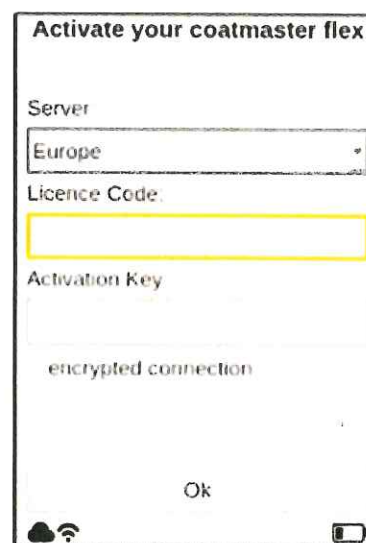 Activate your coatmaster flex
Server
Europe
Licence Code:
Activation Key
encrypted connection
Ok